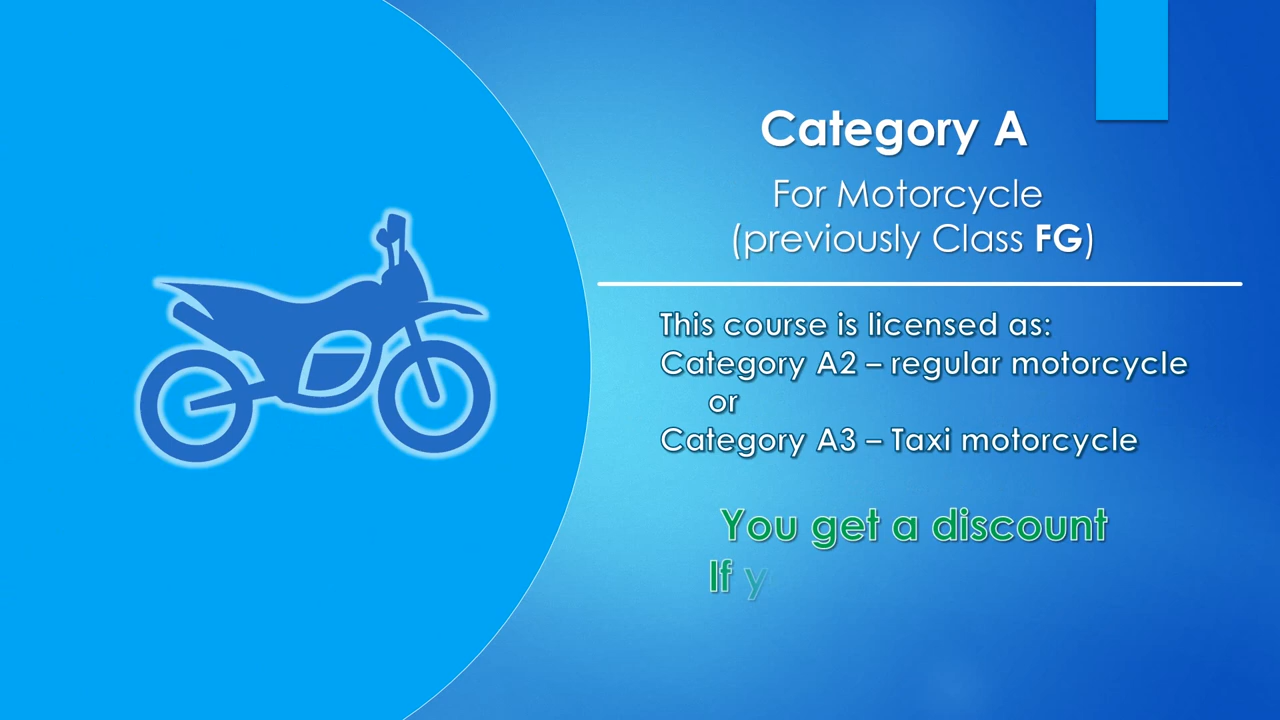 Category A
For Motorcycle
(previously Class FG)
This course is licensed as:
Category A2 – regular motorcycle
or
Category A3 – Taxi motorcycle
You get a discount
If y